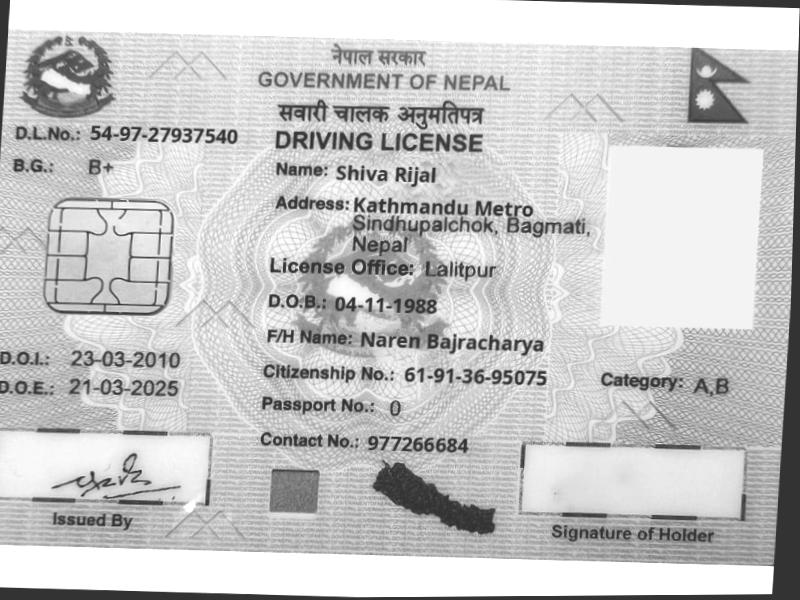 नेपाल सरकार
GOVERNMENT OF NEPAL
सवारी चालक अनुमतिपत्र
DRIVING LICENSE
D.L.No.: 54-97-27937540
B.G.: B+
Name: Shiva Rijal
Address: Kathmandu Metro
Sindhupalchok, Bagmati,
Nepal
License Office: Lalitpur
D.O.B.: 04-11-1988
F/H Name: Naren Bajracharya
D.O.I.: 23-03-2010
D.O.E.: 21-03-2025
Citizenship No.: 61-91-36-95075
Category: A,B
Passport No.: 0
Contact No.: 977266684
Issued By
Signature of Holder